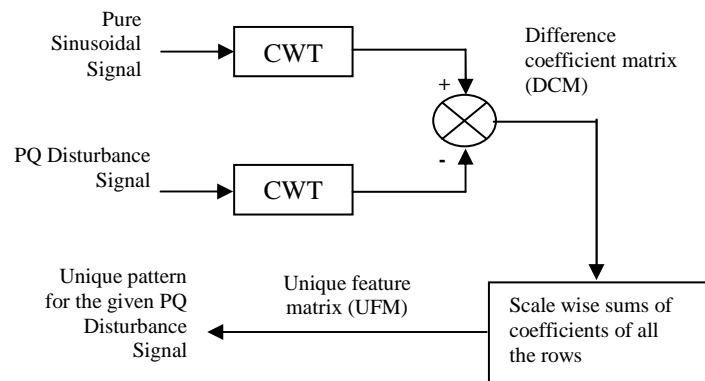 Pure
Sinusoidal
Signal
CWT
+
Difference
coefficient matrix
(DCM)
PQ Disturbance
Signal
CWT
-
Unique pattern
for the given PQ
Disturbance
Signal
Unique feature
matrix (UFM)
Scale wise sums of
coefficients of all
the rows